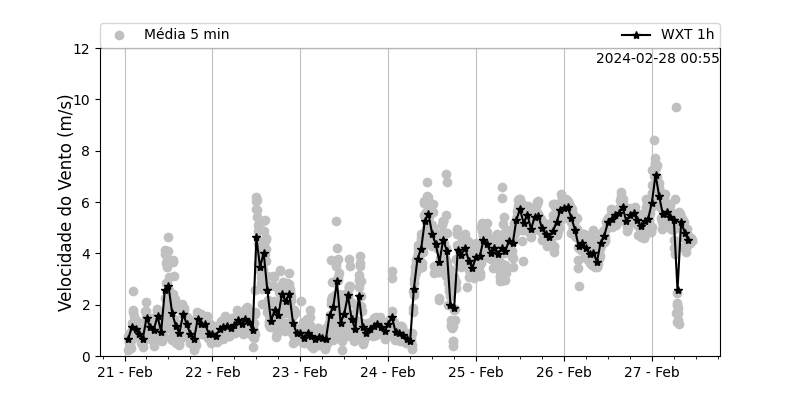 Média 5 min
WXT 1h
2024-02-28 00:55
Velocidade do Vento (m/s)
12
10
8
6
4
2
0
21 - Feb
22 - Feb
23 - Feb
24 - Feb
25 - Feb
26 - Feb
27 - Feb